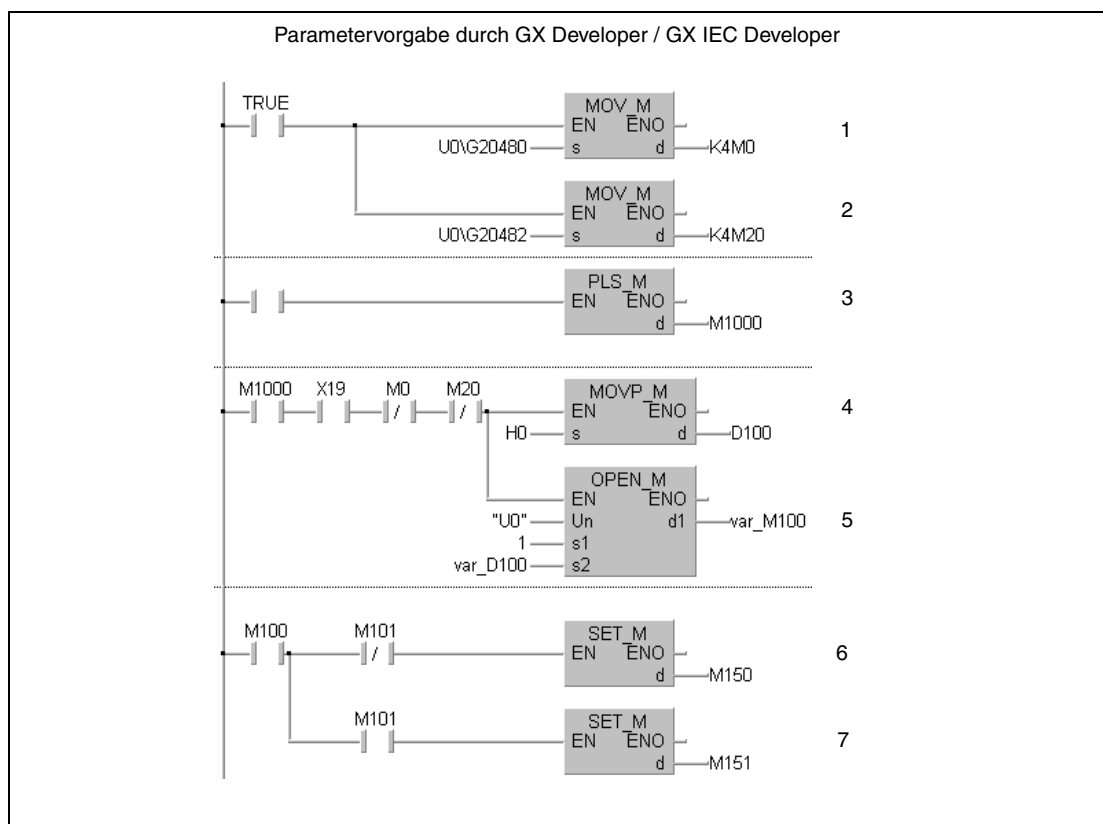 Parametervorgabe durch GX Developer / GX IEC Developer
TRUE
MOV_M
EN ENO
U0\G20480 s d K4M0
1
MOV_M
EN ENO
U0\G20482 s d K4M20
2
PLS_M
EN ENO
d M1000
3
M1000 X19 M0 M20
MOVP_M
EN ENO
H0 s d D100
4
OPEN_M
EN ENO
"U0" Un d1 var_M100
1 s1
var_D100 s2
5
M100 M101
SET_M
EN ENO
d M150
6
M101
SET_M
EN ENO
d M151
7